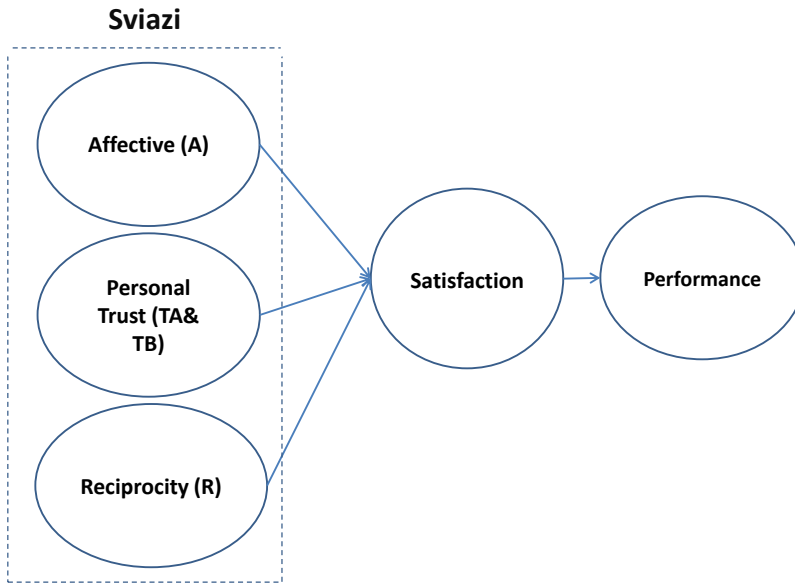 Sviazi
Affective (A)
Personal
Trust (TA&
TB)
Reciprocity (R)
Satisfaction
Performance